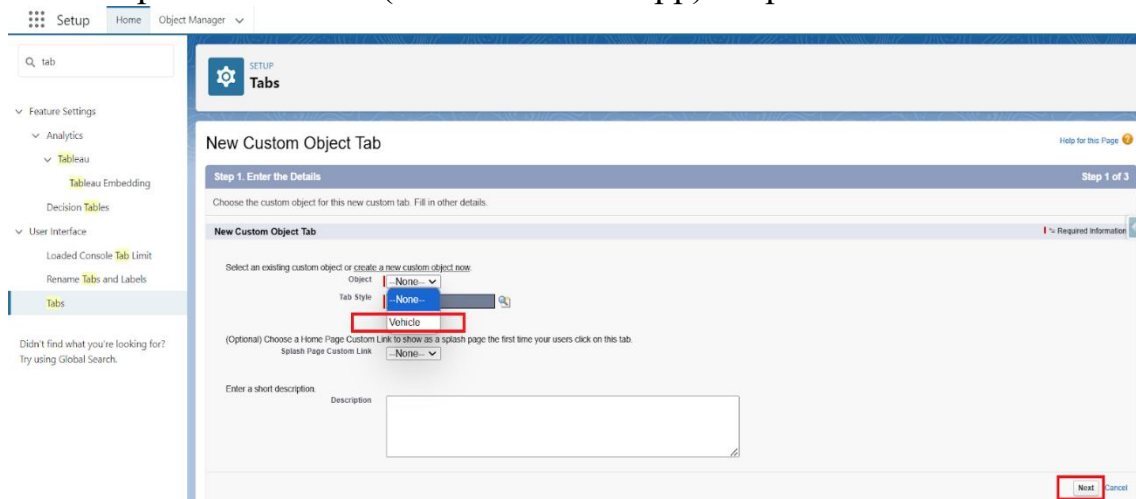 Setup Home Object Manager
tab
SETUP
Tabs
Feature Settings
Analytics
Tableau
Tableau Embedding
Decision Tables
User Interface
Loaded Console Tab Limit
Rename Tabs and Labels
Tabs
Didn't find what you're looking for?
Try using Global Search.
New Custom Object Tab
Help for this Page
Step 1. Enter the Details Step 1 of 3
Choose the custom object for this new custom tab. Fill in other details.
New Custom Object Tab = Required Information
Select an existing custom object or create a new custom object now.
Object --None--
Tab Style --None--
Vehicle
(Optional) Choose a Home Page Custom Link to show as a splash page the first time your users click on this tab.
Splash Page Custom Link --None--
Enter a short description.
Description
Next Cancel